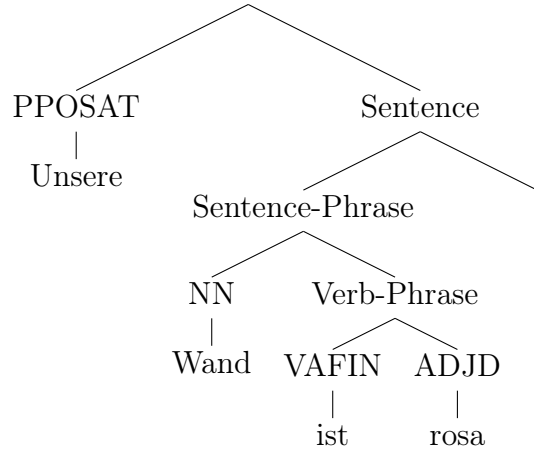 PPOSAT Sentence
Unsere
Sentence-Phrase
NN Verb-Phrase
Wand VAFIN ADJD
ist rosa